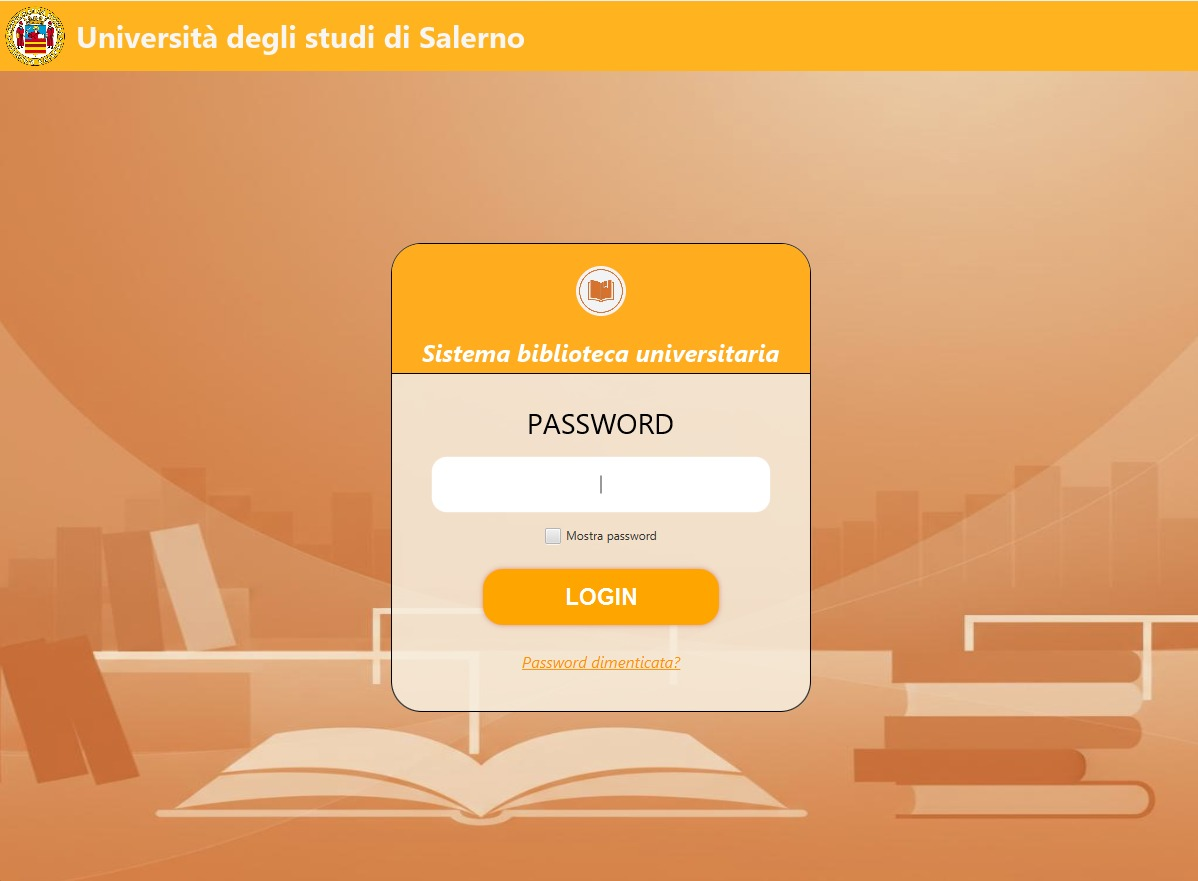 Università degli studi di Salerno
Sistema biblioteca universitaria
PASSWORD
Mostra password
LOGIN
Password dimenticata?